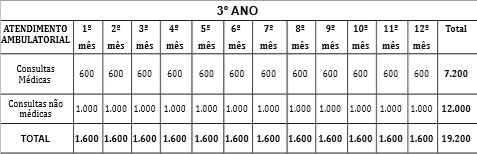 3° ANO
ATENDIMENTO AMBULATORIAL 1º mês 2º mês 3º mês 4º mês 5º mês 6º mês 7º mês 8º mês 9º mês 10º mês 11º mês 12º mês Total
Consultas Médicas 600 600 600 600 600 600 600 600 600 600 600 600 7.200
Consultas não médicas 1.000 1.000 1.000 1.000 1.000 1.000 1.000 1.000 1.000 1.000 1.000 1.000 12.000
TOTAL 1.600 1.600 1.600 1.600 1.600 1.600 1.600 1.600 1.600 1.600 1.600 1.600 19.200